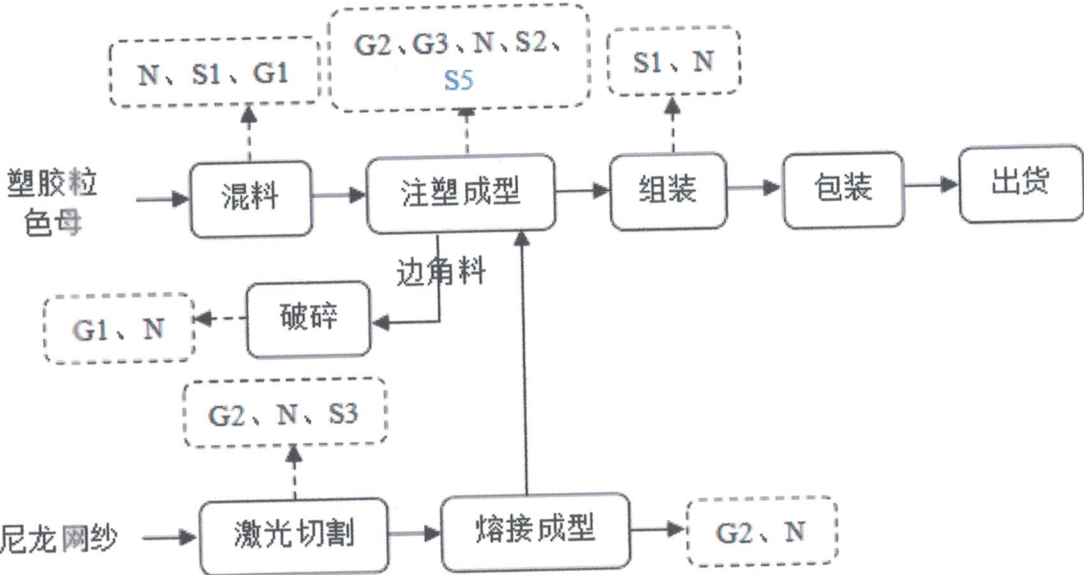 N、S1、G1
G2、G3、N、S2、
S5
S1、N
塑胶粒
色母
混料
注塑成型
组装
包装
出货
边角料
G1、N
破碎
G2、N、S3
尼龙网纱
激光切割
熔接成型
G2、N